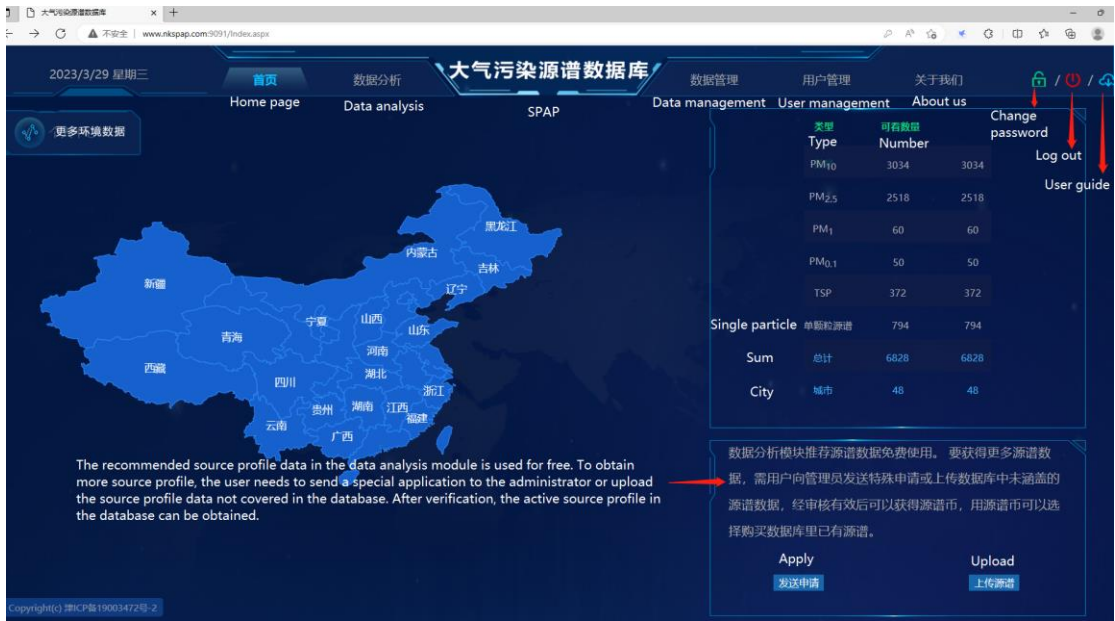 大气污染源谱数据库
不安全 | www.nkspap.com:9091/Index.aspx
2023/3/29 星期三
首页
数据分析
大气污染源谱数据库
数据管理
用户管理
关于我们
/
/
Home page
Data analysis
SPAP
Data management
User management
About us
Change
password
Log out
User guide
更多环境数据
类型
可看数量
Type
Number
PM10 3034 3034
PM2.5 2518 2518
PM1 60 60
PM0.1 50 50
TSP 372 372
Single particle 单颗粒源谱 794 794
Sum 总计 6828 6828
City 城市 48 48
黑龙江
内蒙古
吉林
新疆
辽宁
宁夏
山西
山东
青海
河南
西藏
湖北
四川
浙江
贵州
湖南
江西
福建
云南
广西
The recommended source profile data in the data analysis module is used for free. To obtain
more source profile, the user needs to send a special application to the administrator or upload
the source profile data not covered in the database. After verification, the active source profile in
the database can be obtained.
数据分析模块推荐源谱数据免费使用。 要获得更多源谱数
据，需用户向管理员发送特殊申请或上传数据库中未涵盖的
源谱数据，经审核有效后可以获得源谱币，用源谱币可以选
择购买数据库里已有源谱。
Apply
Upload
发送申请
上传源谱
Copyright(c) 津ICP备19003472号-2